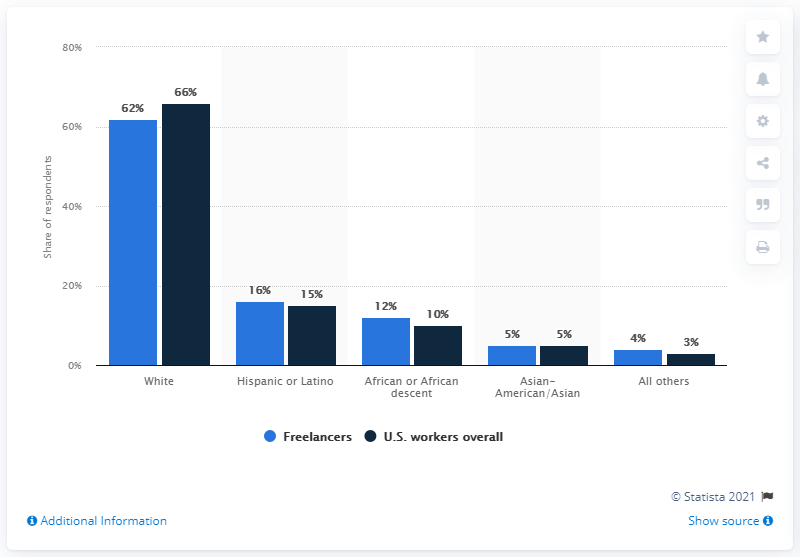 80%
60%
40%
20%
0%
Share of respondents
62%
66%
16%
15%
12%
10%
5%
5%
4%
3%
White
Hispanic or Latino
African or African
descent
Asian-
American/Asian
All others
Freelancers
U.S. workers overall
© Statista 2021
Additional Information
Show source